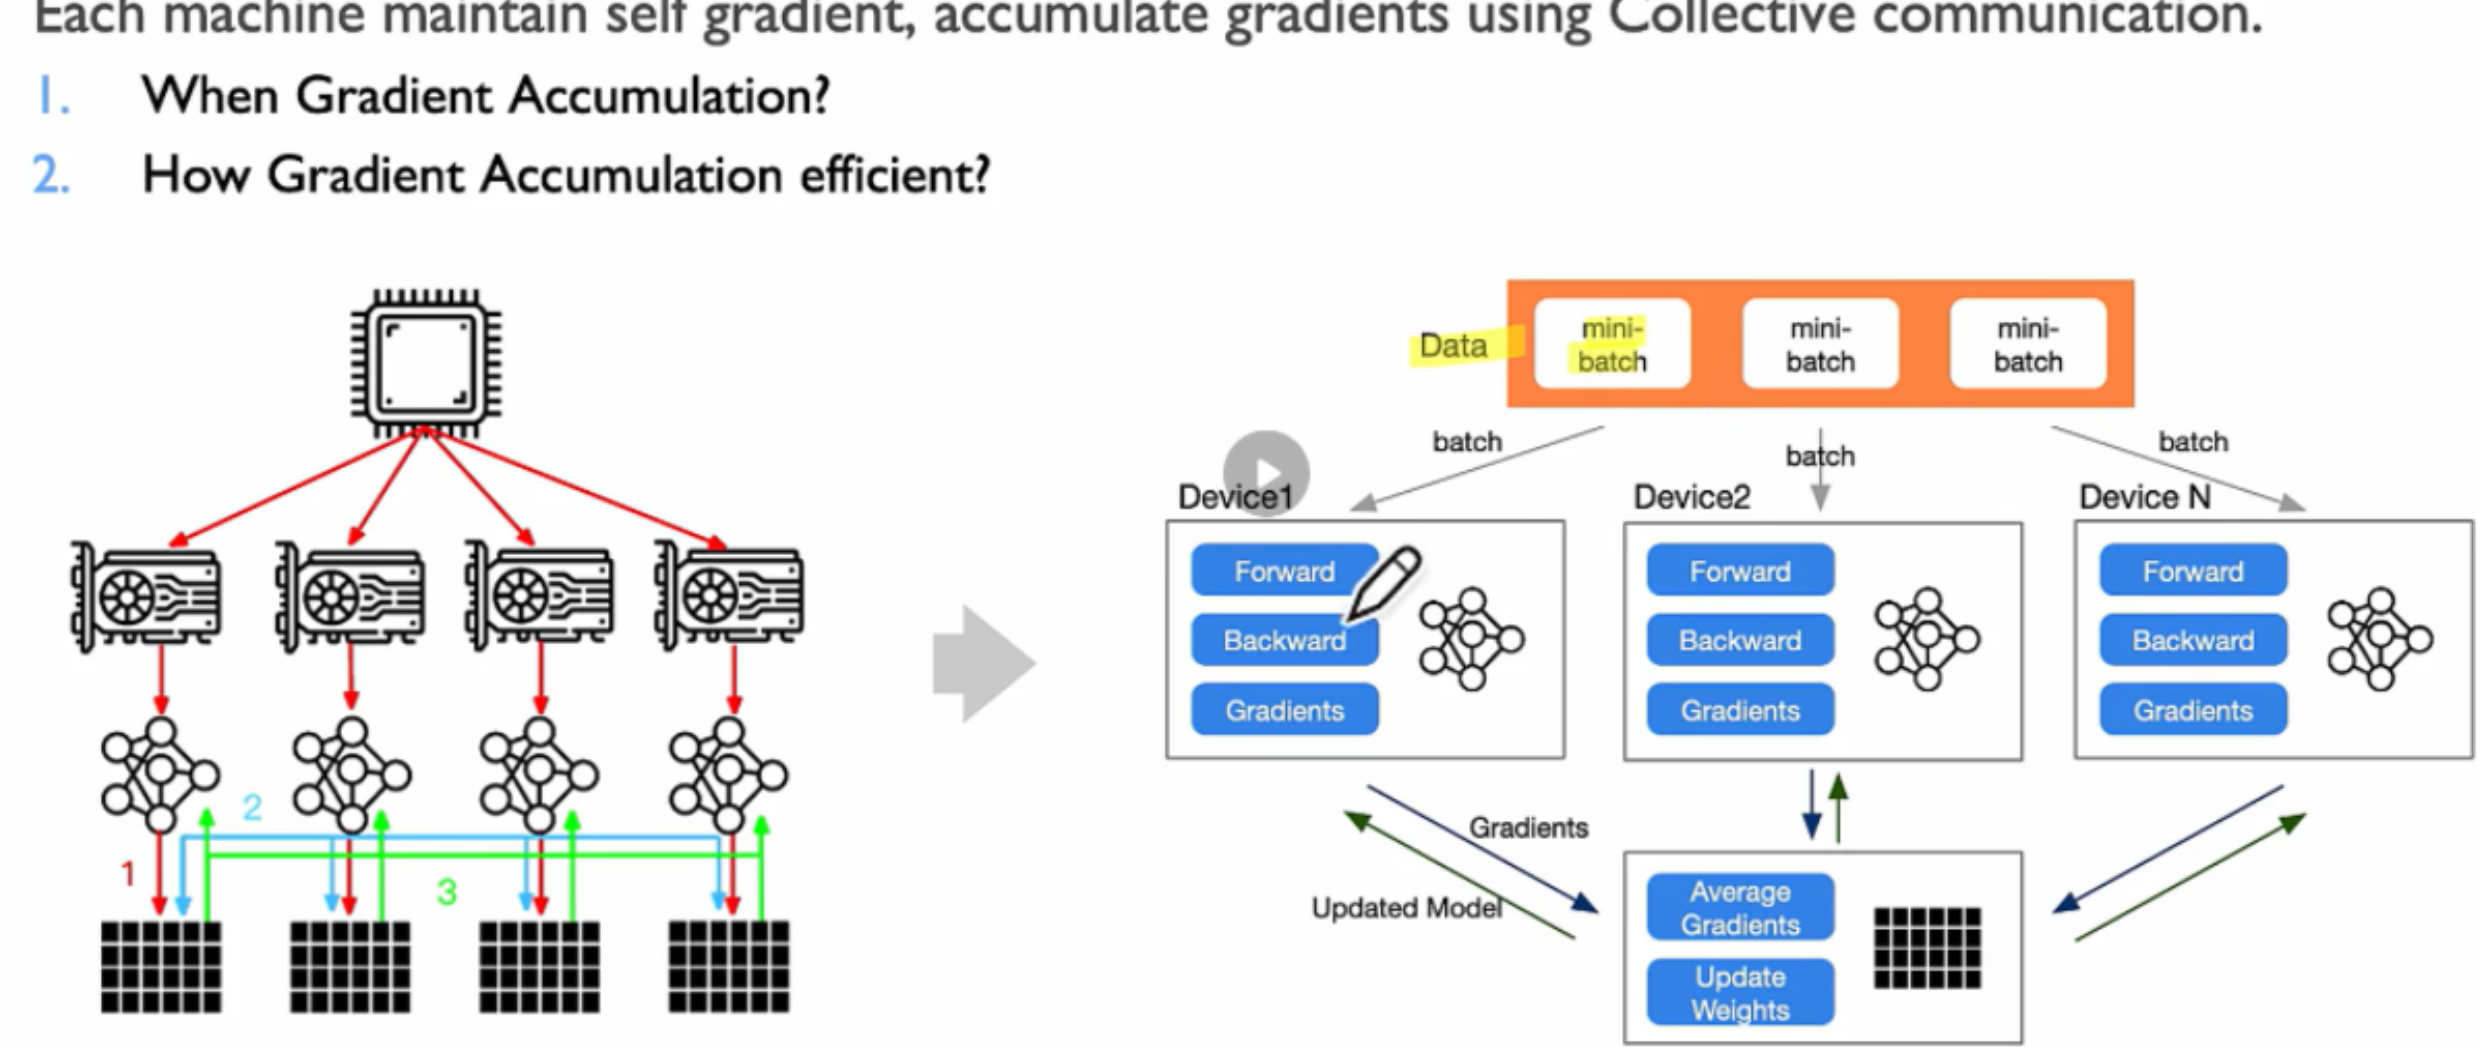 Each machine maintain self gradient, accumulate gradients using Collective communication.
1. When Gradient Accumulation?
2. How Gradient Accumulation efficient?
2
1
3
Data
mini-
batch
mini-
batch
mini-
batch
batch
batch
batch
Device1
Device2
Device N
Forward
Backward
Gradients
Forward
Backward
Gradients
Forward
Backward
Gradients
Gradients
Updated Model
Average
Gradients
Update
Weights